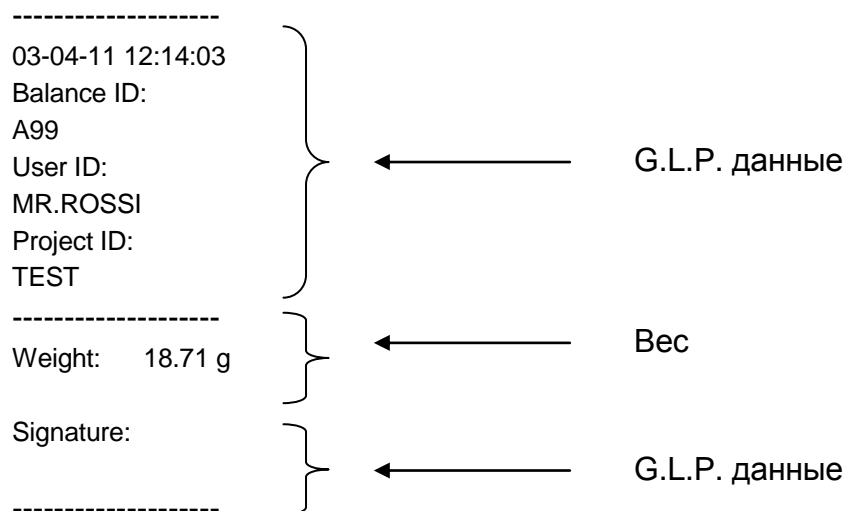 --------------------
03-04-11 12:14:03
Balance ID:
A99
User ID:
MR.ROSSI
Project ID:
TEST
G.L.P. данные
--------------------
Weight: 18.71 g
Вес
Signature:
G.L.P. данные
--------------------